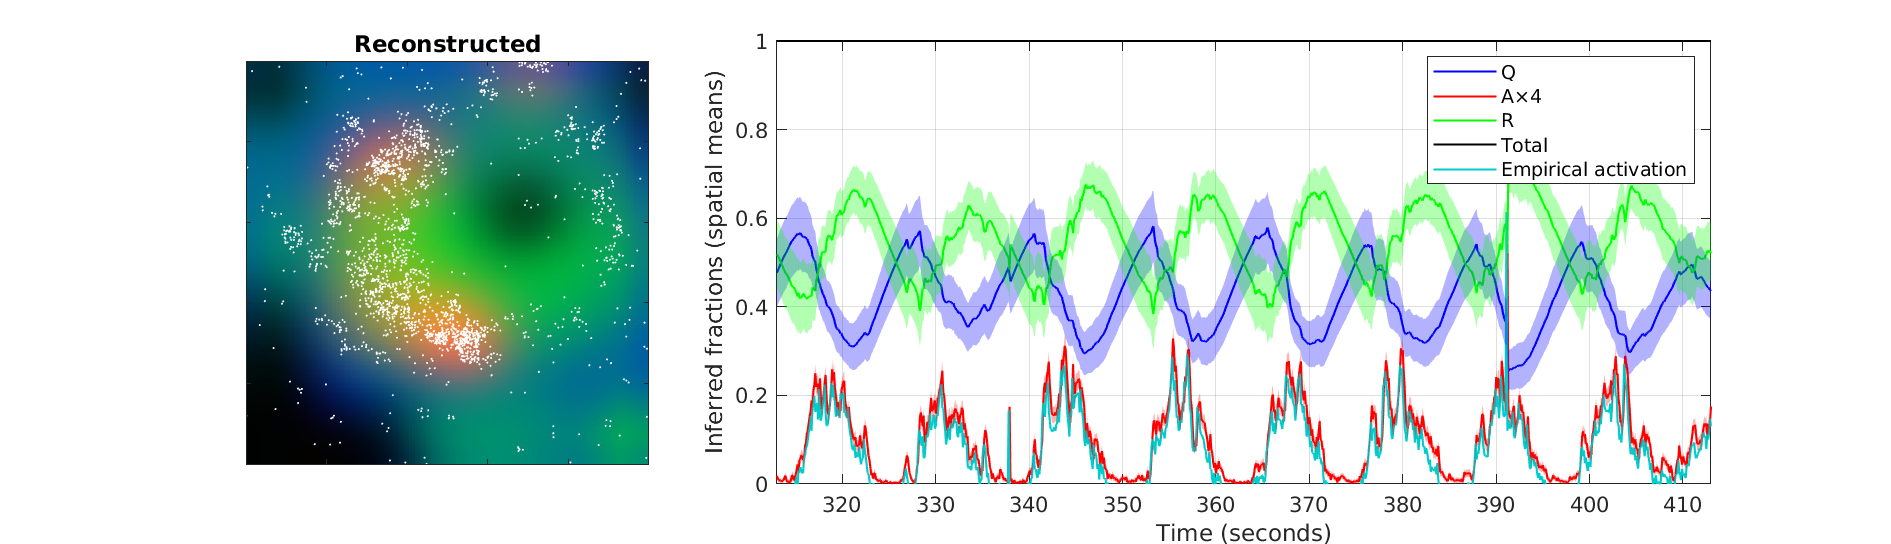 Reconstructed
Inferred fractions (spatial means)
1
0.8
0.6
0.4
0.2
0
Q
A×4
R
Total
Empirical activation
320 330 340 350 360 370 380 390 400 410
Time (seconds)